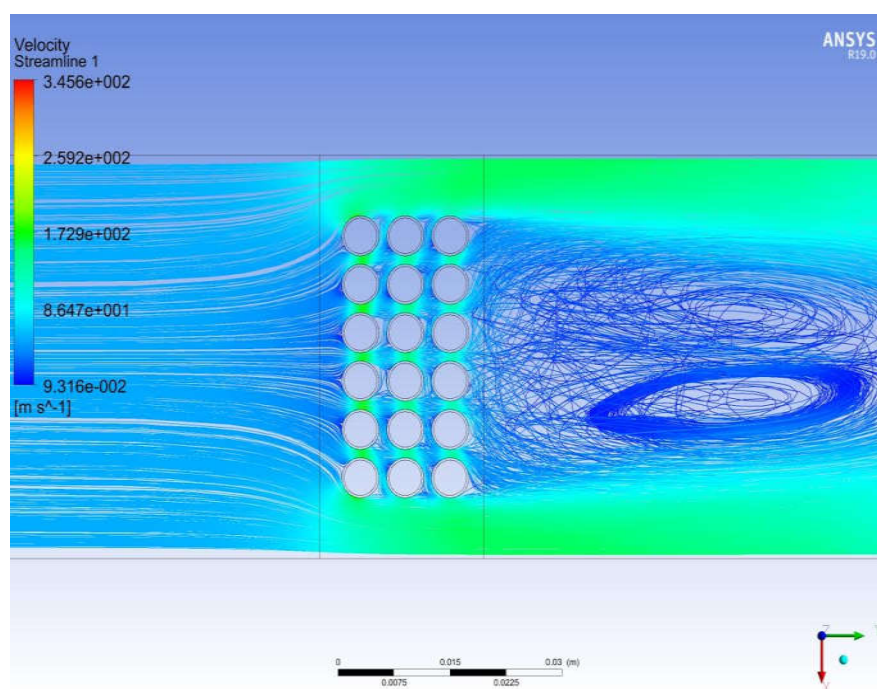 Velocity
Streamline 1
3.456e+002
2.592e+002
1.729e+002
8.647e+001
9.316e-002
[m s^-1]
ANSYS
R19.0
0 0.015 0.03 (m)
0.0075 0.0225
Z